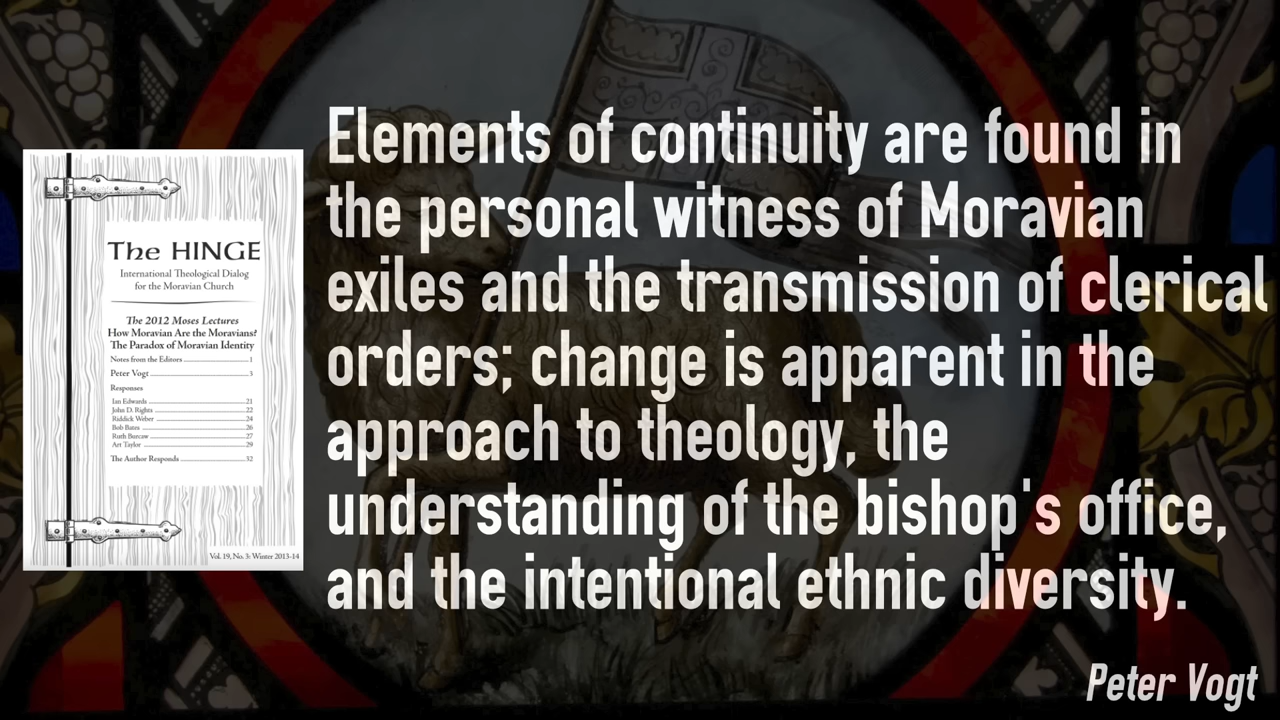 The HINGE
International Theological Dialog
for the Moravian Church
The 2012 Moses Lectures
How Moravian Are the Moravians?
The Paradox of Moravian Identity
Notes from the Editors 1
Peter Vogt 3
Responses
Ian Edwards 21
John D. Rights 22
Riddick Weber 24
Bob Bates 26
Ruth Burcaw 27
Art Taylor 29
The Author Responds 32
Vol. 19, No. 3: Winter 2013-14
Elements of continuity are found in
the personal witness of Moravian
exiles and the transmission of clerical
orders; change is apparent in the
approach to theology, the
understanding of the bishop's office,
and the intentional ethnic diversity.
Peter Vogt